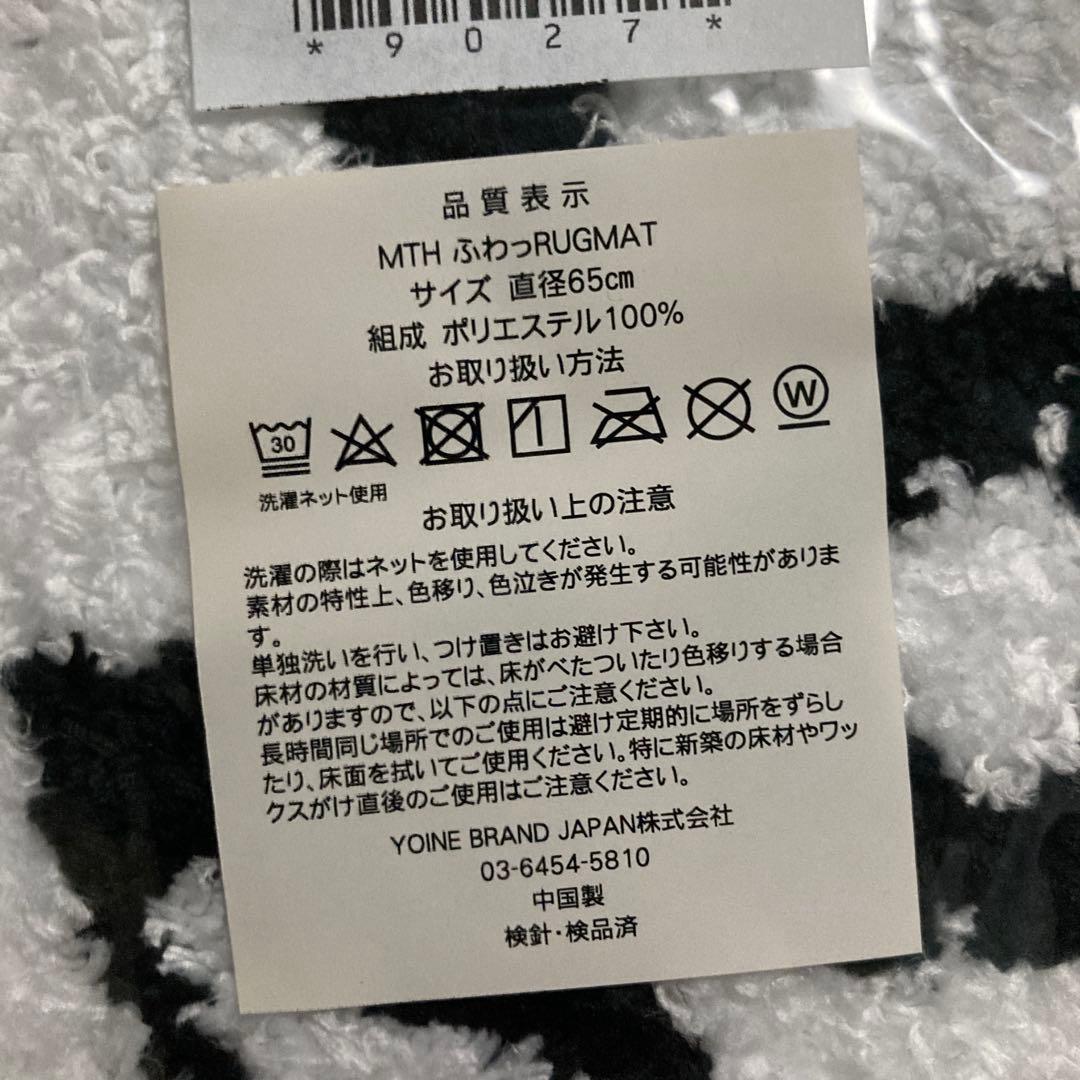 *9027*
品質表示
MTH ふわっRUGMAT
サイズ 直径65cm
組成 ポリエステル100%
お取り扱い方法
30 W
洗濯ネット使用
お取り扱い上の注意
洗濯の際はネットを使用してください。
素材の特性上、色移り、色泣きが発生する可能性がありま
す。
単独洗いを行い、つけ置きはお避け下さい。
床材の材質によっては、床がべたついたり色移りする場合
がありますので、以下の点にご注意ください。
長時間同じ場所でのご使用は避け定期的に場所をずらし
たり、床面を拭いてご使用ください。特に新築の床材やワッ
クスがけ直後のご使用はご注意ください。
YOINE BRAND JAPAN株式会社
03-6454-5810
中国製
検針・検品済